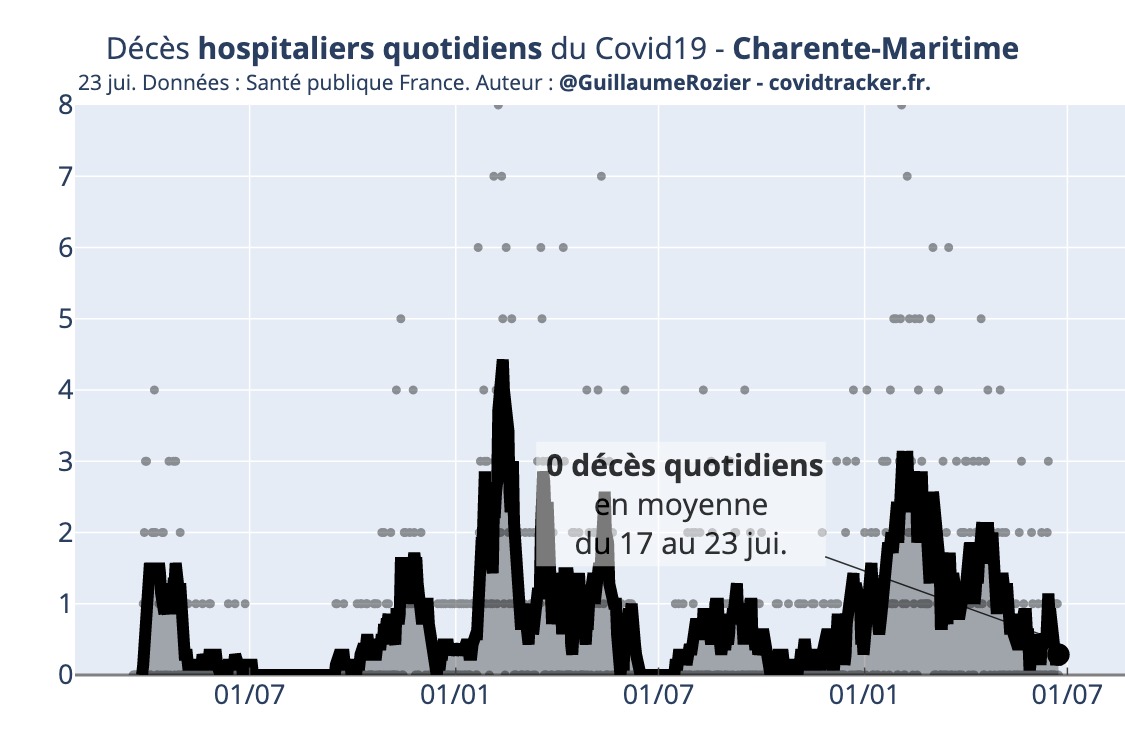 Décès hospitaliers quotidiens du Covid19 - Charente-Maritime
23 jui. Données : Santé publique France. Auteur : @GuillaumeRozier - covidtracker.fr.
8
7
6
5
4
3
2
1
0
0 décès quotidiens
en moyenne
du 17 au 23 jui.
01/07 01/01 01/07 01/01 01/07